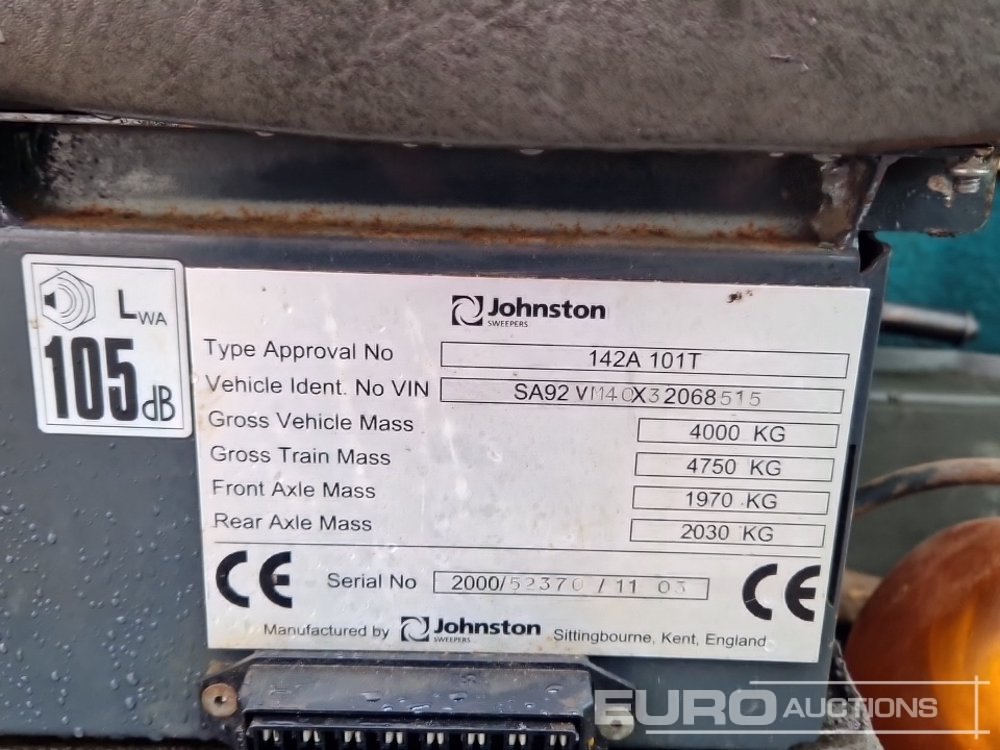 LWA
105 dB
Johnston
SWEEPERS
Type Approval No 142A 101T
Vehicle Ident. No VIN SA92 VM40X32068515
Gross Vehicle Mass 4000 KG
Gross Train Mass 4750 KG
Front Axle Mass 1970 KG
Rear Axle Mass 2030 KG
CE Serial No 2000/52370 / 11 03 CE
Manufactured by Johnston SWEEPERS Sittingbourne, Kent, England
EURO AUCTIONS